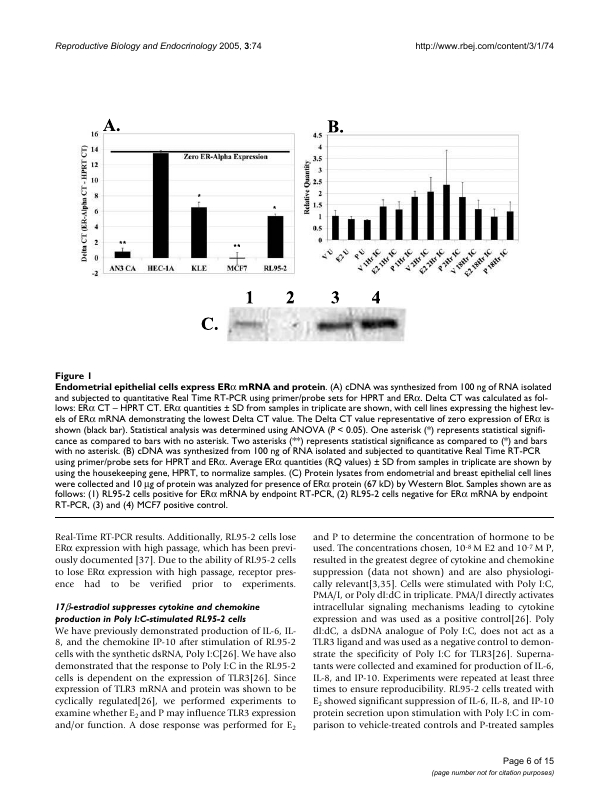 Reproductive Biology and Endocrinology 2005, 3:74
http://www.rbej.com/content/3/1/74
A.
Delta CT (ER-Alpha CT - HPRT CT)
16
14
12
10
8
6
4
2
0
-2
Zero ER-Alpha Expression
**
*
**
*
AN3 CA
HEC-1A
KLE
MCF7
RL95-2
B.
Relative Quantity
4.5
4
3.5
3
2.5
2
1.5
1
0.5
0
V U
E2 U
P U
V 1Hr IC
E2 1Hr IC
P 1Hr IC
V 2Hr IC
E2 2Hr IC
P 2Hr IC
V 18Hr IC
E2 18Hr IC
P 18Hr IC
1 2 3 4
C.
Figure 1
Endometrial epithelial cells express ERα mRNA and protein. (A) cDNA was synthesized from 100 ng of RNA isolated
and subjected to quantitative Real Time RT-PCR using primer/probe sets for HPRT and ERα. Delta CT was calculated as fol-
lows: ERα CT – HPRT CT. ERα quantities ± SD from samples in triplicate are shown, with cell lines expressing the highest lev-
els of ERα mRNA demonstrating the lowest Delta CT value. The Delta CT value representative of zero expression of ERα is
shown (black bar). Statistical analysis was determined using ANOVA (P < 0.05). One asterisk (*) represents statistical signifi-
cance as compared to bars with no asterisk. Two asterisks (**) represents statistical significance as compared to (*) and bars
with no asterisk. (B) cDNA was synthesized from 100 ng of RNA isolated and subjected to quantitative Real Time RT-PCR
using primer/probe sets for HPRT and ERα. Average ERα quantities (RQ values) ± SD from samples in triplicate are shown by
using the housekeeping gene, HPRT, to normalize samples. (C) Protein lysates from endometrial and breast epithelial cell lines
were collected and 10 μg of protein was analyzed for presence of ERα protein (67 kD) by Western Blot. Samples shown are as
follows: (1) RL95-2 cells positive for ERα mRNA by endpoint RT-PCR, (2) RL95-2 cells negative for ERα mRNA by endpoint
RT-PCR, (3) and (4) MCF7 positive control.
Real-Time RT-PCR results. Additionally, RL95-2 cells lose
ERα expression with high passage, which has been previ-
ously documented [37]. Due to the ability of RL95-2 cells
to lose ERα expression with high passage, receptor pres-
ence had to be verified prior to experiments.
17β-estradiol suppresses cytokine and chemokine
production in Poly I:C-stimulated RL95-2 cells
We have previously demonstrated production of IL-6, IL-
8, and the chemokine IP-10 after stimulation of RL95-2
cells with the synthetic dsRNA, Poly I:C[26]. We have also
demonstrated that the response to Poly I:C in the RL95-2
cells is dependent on the expression of TLR3[26]. Since
expression of TLR3 mRNA and protein was shown to be
cyclically regulated[26], we performed experiments to
examine whether E2 and P may influence TLR3 expression
and/or function. A dose response was performed for E2
and P to determine the concentration of hormone to be
used. The concentrations chosen, 10-8 M E2 and 10-7 M P,
resulted in the greatest degree of cytokine and chemokine
suppression (data not shown) and are also physiologi-
cally relevant[3,35]. Cells were stimulated with Poly I:C,
PMA/I, or Poly dI:dC in triplicate. PMA/I directly activates
intracellular signaling mechanisms leading to cytokine
expression and was used as a positive control[26]. Poly
dI:dC, a dsDNA analogue of Poly I:C, does not act as a
TLR3 ligand and was used as a negative control to demon-
strate the specificity of Poly I:C for TLR3[26]. Superna-
tants were collected and examined for production of IL-6,
IL-8, and IP-10. Experiments were repeated at least three
times to ensure reproducibility. RL95-2 cells treated with
E2 showed significant suppression of IL-6, IL-8, and IP-10
protein secretion upon stimulation with Poly I:C in com-
parison to vehicle-treated controls and P-treated samples
Page 6 of 15
(page number not for citation purposes)